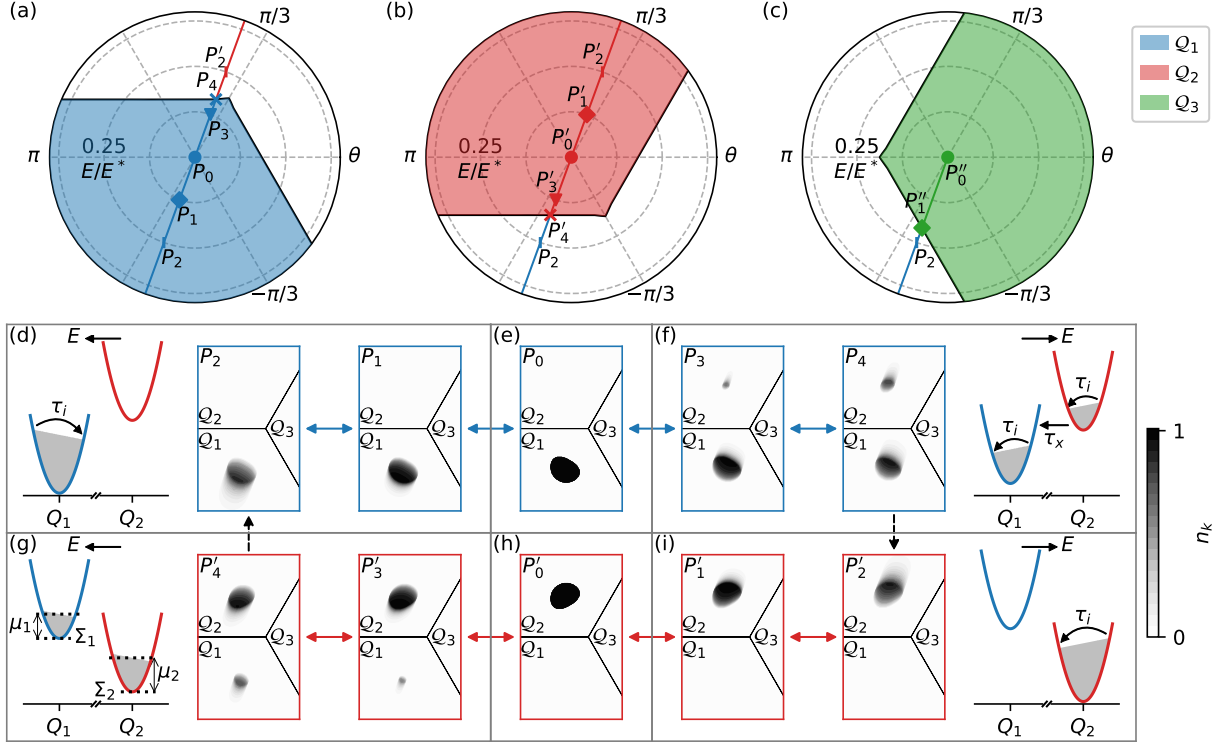 (a)
π/3
P′₂
P₄
P₃
0.25
E/E*
π
θ
P₀
P₁
P₂
−π/3
(b)
π/3
P′₂
P′₁
P′₀
0.25
E/E*
π
θ
P′₃
P′₄
P₂
−π/3
(c)
π/3
0.25
E/E*
π
θ
P″₀
P″₁
P₂
−π/3
𝒬₁
𝒬₂
𝒬₃
(d)
E
τᵢ
Q₁ Q₂
P₂
𝒬₂
𝒬₁
𝒬₃
P₁
𝒬₂
𝒬₁
𝒬₃
(e)
P₀
𝒬₂
𝒬₁
𝒬₃
(f)
P₃
𝒬₂
𝒬₁
𝒬₃
P₄
𝒬₂
𝒬₁
𝒬₃
E
τᵢ
τᵢ
τₓ
Q₁ Q₂
(g)
E
μ₁
Σ₁
Σ₂
μ₂
Q₁ Q₂
P′₄
𝒬₂
𝒬₁
𝒬₃
P′₃
𝒬₂
𝒬₁
𝒬₃
(h)
P′₀
𝒬₂
𝒬₁
𝒬₃
(i)
P′₁
𝒬₂
𝒬₁
𝒬₃
P′₂
𝒬₂
𝒬₁
𝒬₃
E
τᵢ
Q₁ Q₂
1
nₖ
0